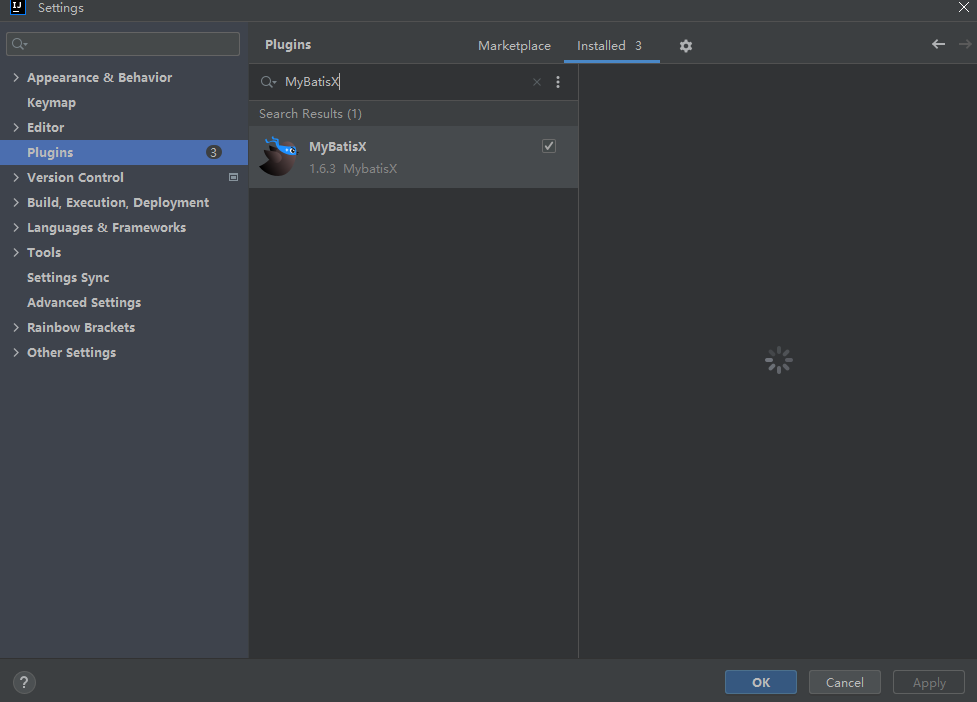 IJ Settings
Plugins
Marketplace
Installed 3
Appearance & Behavior
Keymap
Editor
Plugins 3
Version Control
Build, Execution, Deployment
Languages & Frameworks
Tools
Settings Sync
Advanced Settings
Rainbow Brackets
Other Settings
MyBatisX
Search Results (1)
MyBatisX
1.6.3 MybatisX
?
OK
Cancel
Apply